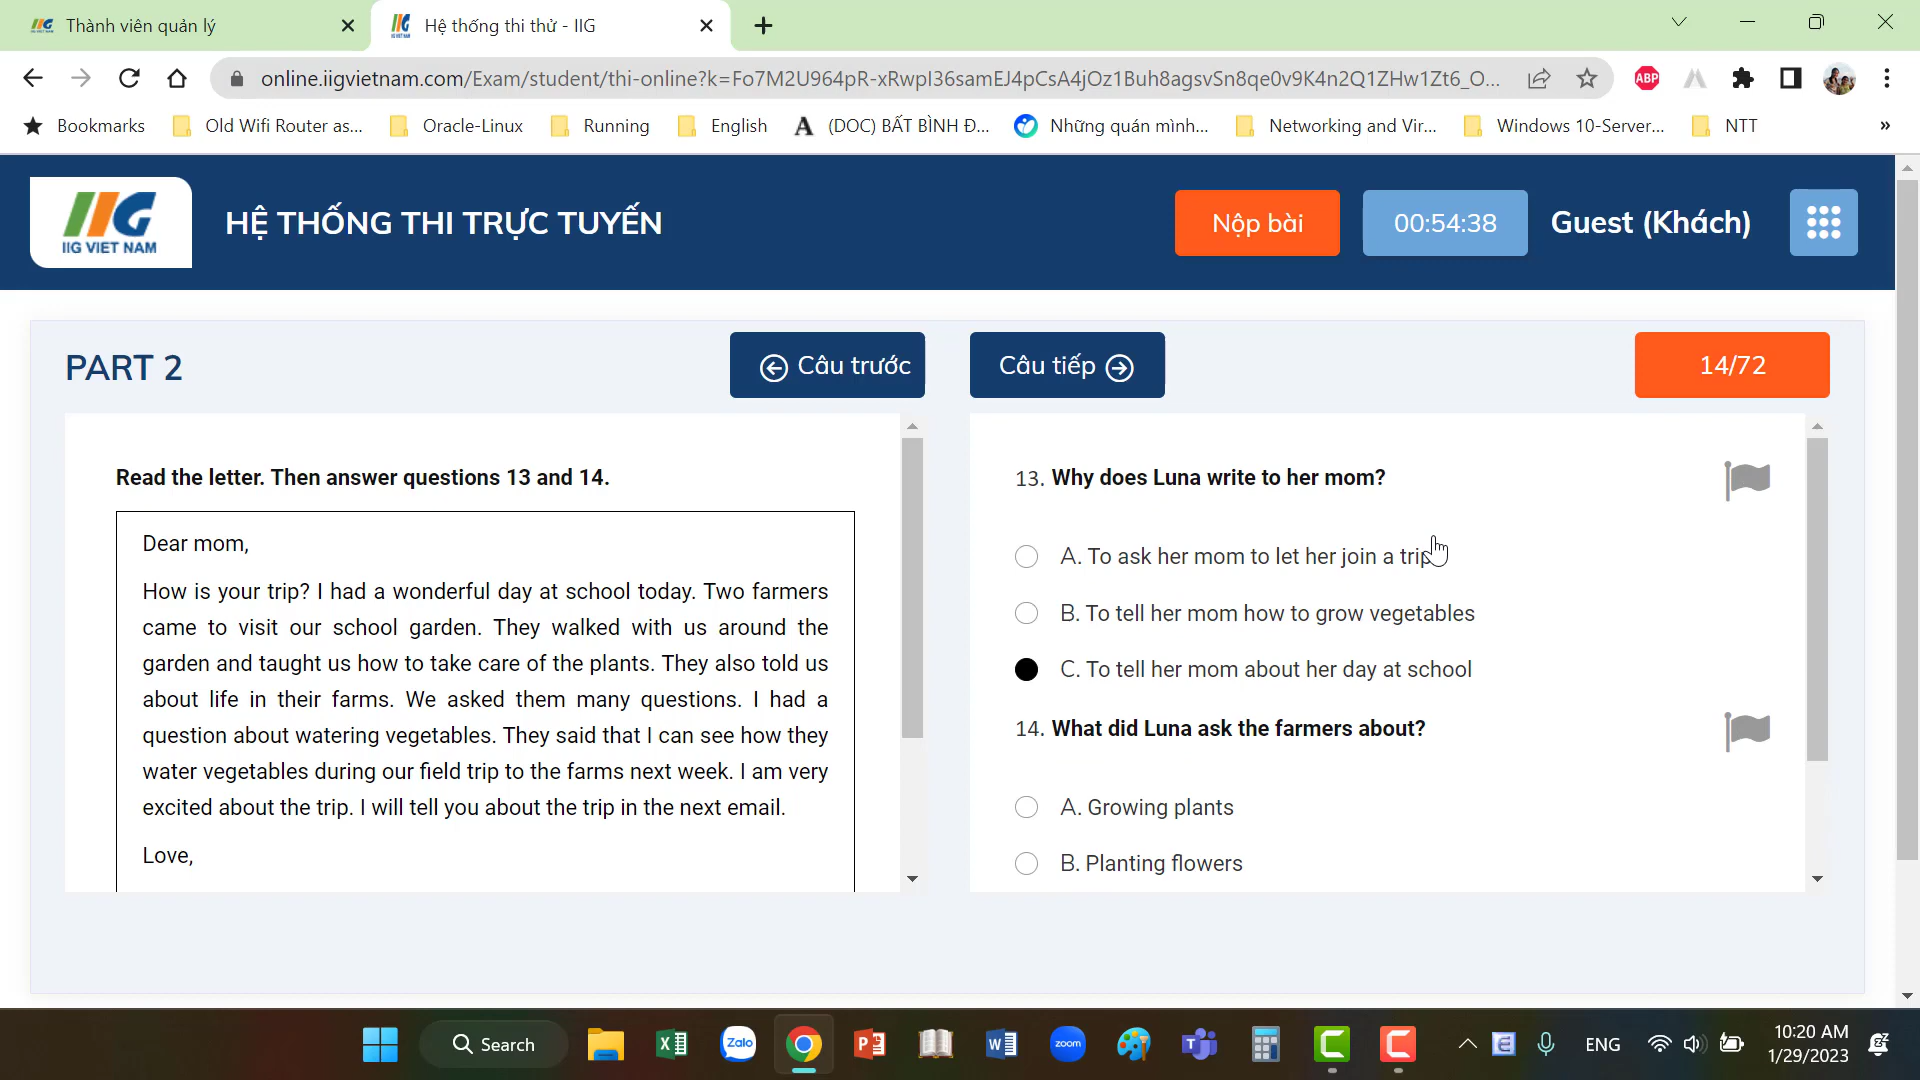 Thành viên quản lý
Hệ thống thi thử - IIG
online.iigvietnam.com/Exam/student/thi-online?k=Fo7M2U964pR-xRwpI36samEJ4pCsA4jOz1Buh8agsvSn8qe0v9K4n2Q1ZHw1Zt6_O...
ABP
Bookmarks
Old Wifi Router as...
Oracle-Linux
Running
English
(DOC) BẤT BÌNH Đ...
Những quán mình...
Networking and Vir...
Windows 10-Server...
NTT
»
IIG VIET NAM
HỆ THỐNG THI TRỰC TUYẾN
Nộp bài
00:54:38
Guest (Khách)
PART 2
Câu trước
Câu tiếp
14/72
Read the letter. Then answer questions 13 and 14.
Dear mom,
How is your trip? I had a wonderful day at school today. Two farmers
came to visit our school garden. They walked with us around the
garden and taught us how to take care of the plants. They also told us
about life in their farms. We asked them many questions. I had a
question about watering vegetables. They said that I can see how they
water vegetables during our field trip to the farms next week. I am very
excited about the trip. I will tell you about the trip in the next email.
Love,
13. Why does Luna write to her mom?
A. To ask her mom to let her join a trip
B. To tell her mom how to grow vegetables
C. To tell her mom about her day at school
14. What did Luna ask the farmers about?
A. Growing plants
B. Planting flowers
Search
Zalo
zoom
ENG
10:20 AM
1/29/2023